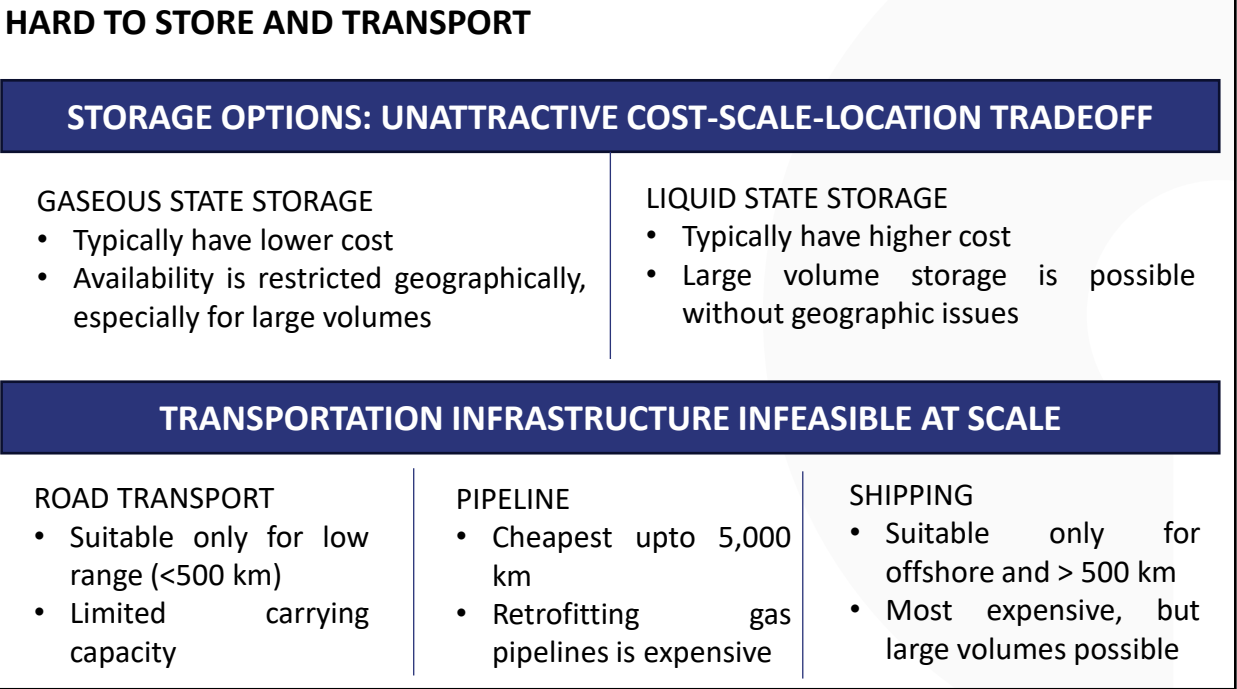 HARD TO STORE AND TRANSPORT
STORAGE OPTIONS: UNATTRACTIVE COST-SCALE-LOCATION TRADEOFF
GASEOUS STATE STORAGE
• Typically have lower cost
• Availability is restricted geographically,
especially for large volumes
LIQUID STATE STORAGE
• Typically have higher cost
• Large volume storage is possible
without geographic issues
TRANSPORTATION INFRASTRUCTURE INFEASIBLE AT SCALE
ROAD TRANSPORT
• Suitable only for low
range (<500 km)
• Limited carrying
capacity
PIPELINE
• Cheapest upto 5,000
km
• Retrofitting gas
pipelines is expensive
SHIPPING
• Suitable only for
offshore and > 500 km
• Most expensive, but
large volumes possible